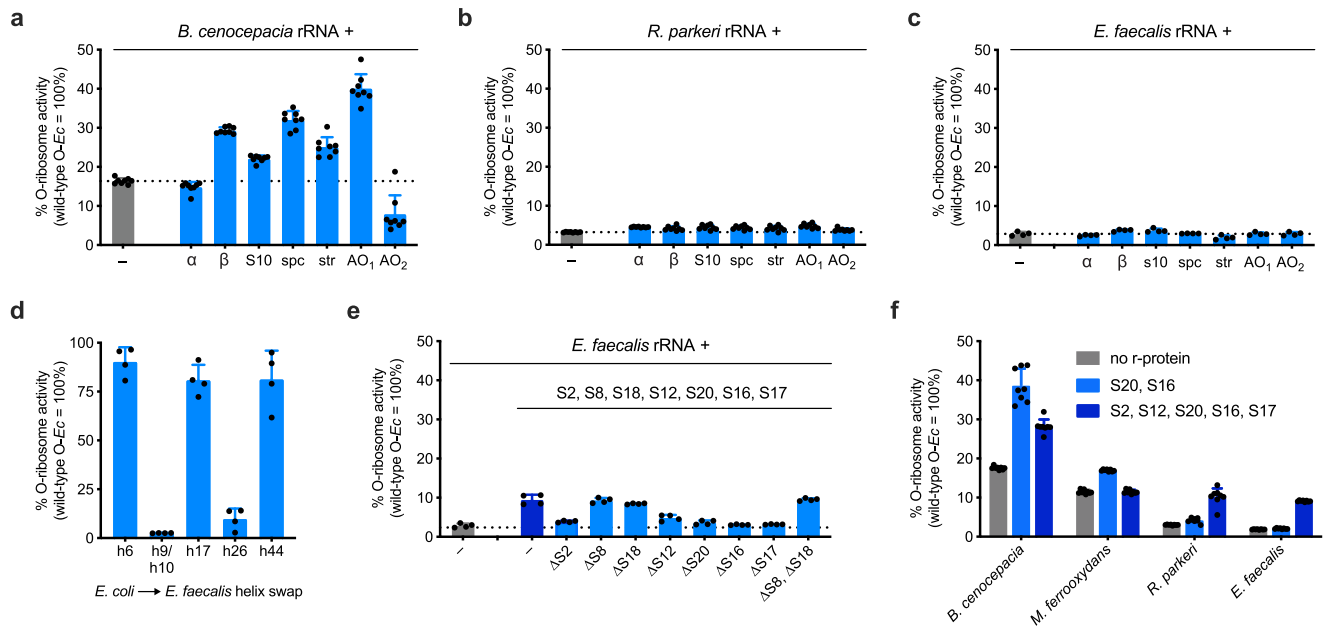 a
B. cenocepacia rRNA +
% O-ribosome activity
(wild-type O-Ec = 100%)
50
40
30
20
10
0
– α β S10 spc str AO1 AO2
b
R. parkeri rRNA +
% O-ribosome activity
(wild-type O-Ec = 100%)
50
40
30
20
10
0
– α β S10 spc str AO1 AO2
c
E. faecalis rRNA +
% O-ribosome activity
(wild-type O-Ec = 100%)
50
40
30
20
10
0
– α β s10 spc str AO1 AO2
d
% O-ribosome activity
(wild-type O-Ec = 100%)
100
75
50
25
0
h6 h9/ h17 h26 h44
h10
E. coli → E. faecalis helix swap
e
E. faecalis rRNA +
S2, S8, S18, S12, S20, S16, S17
% O-ribosome activity
(wild-type O-Ec = 100%)
50
40
30
20
10
0
– – ΔS2 ΔS8 ΔS18 ΔS12 ΔS20 ΔS16 ΔS17 ΔS8, ΔS18
f
no r-protein
S20, S16
S2, S12, S20, S16, S17
% O-ribosome activity
(wild-type O-Ec = 100%)
50
40
30
20
10
0
B. cenocepacia M. ferrooxydans R. parkeri E. faecalis